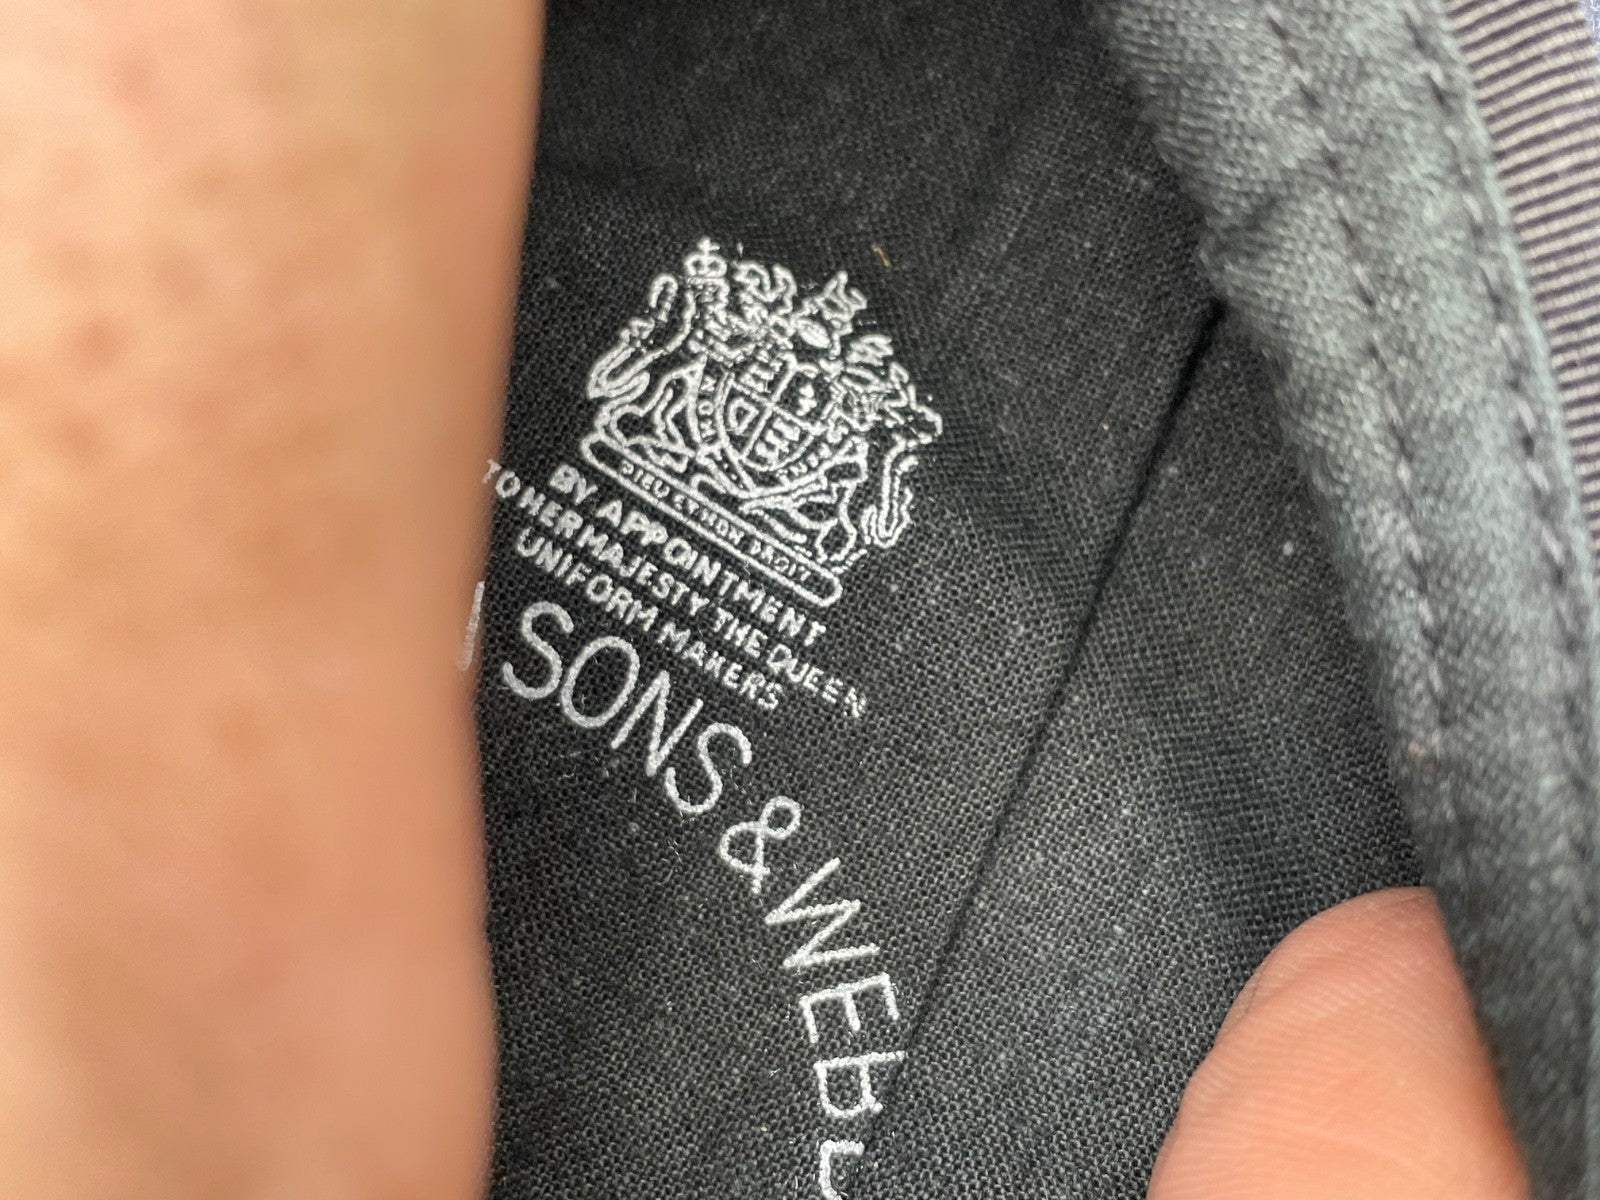 DIEU ET MON DROIT
BY APPOINTMENT
TO HER MAJESTY THE QUEEN
UNIFORM MAKERS
SONS & WEb